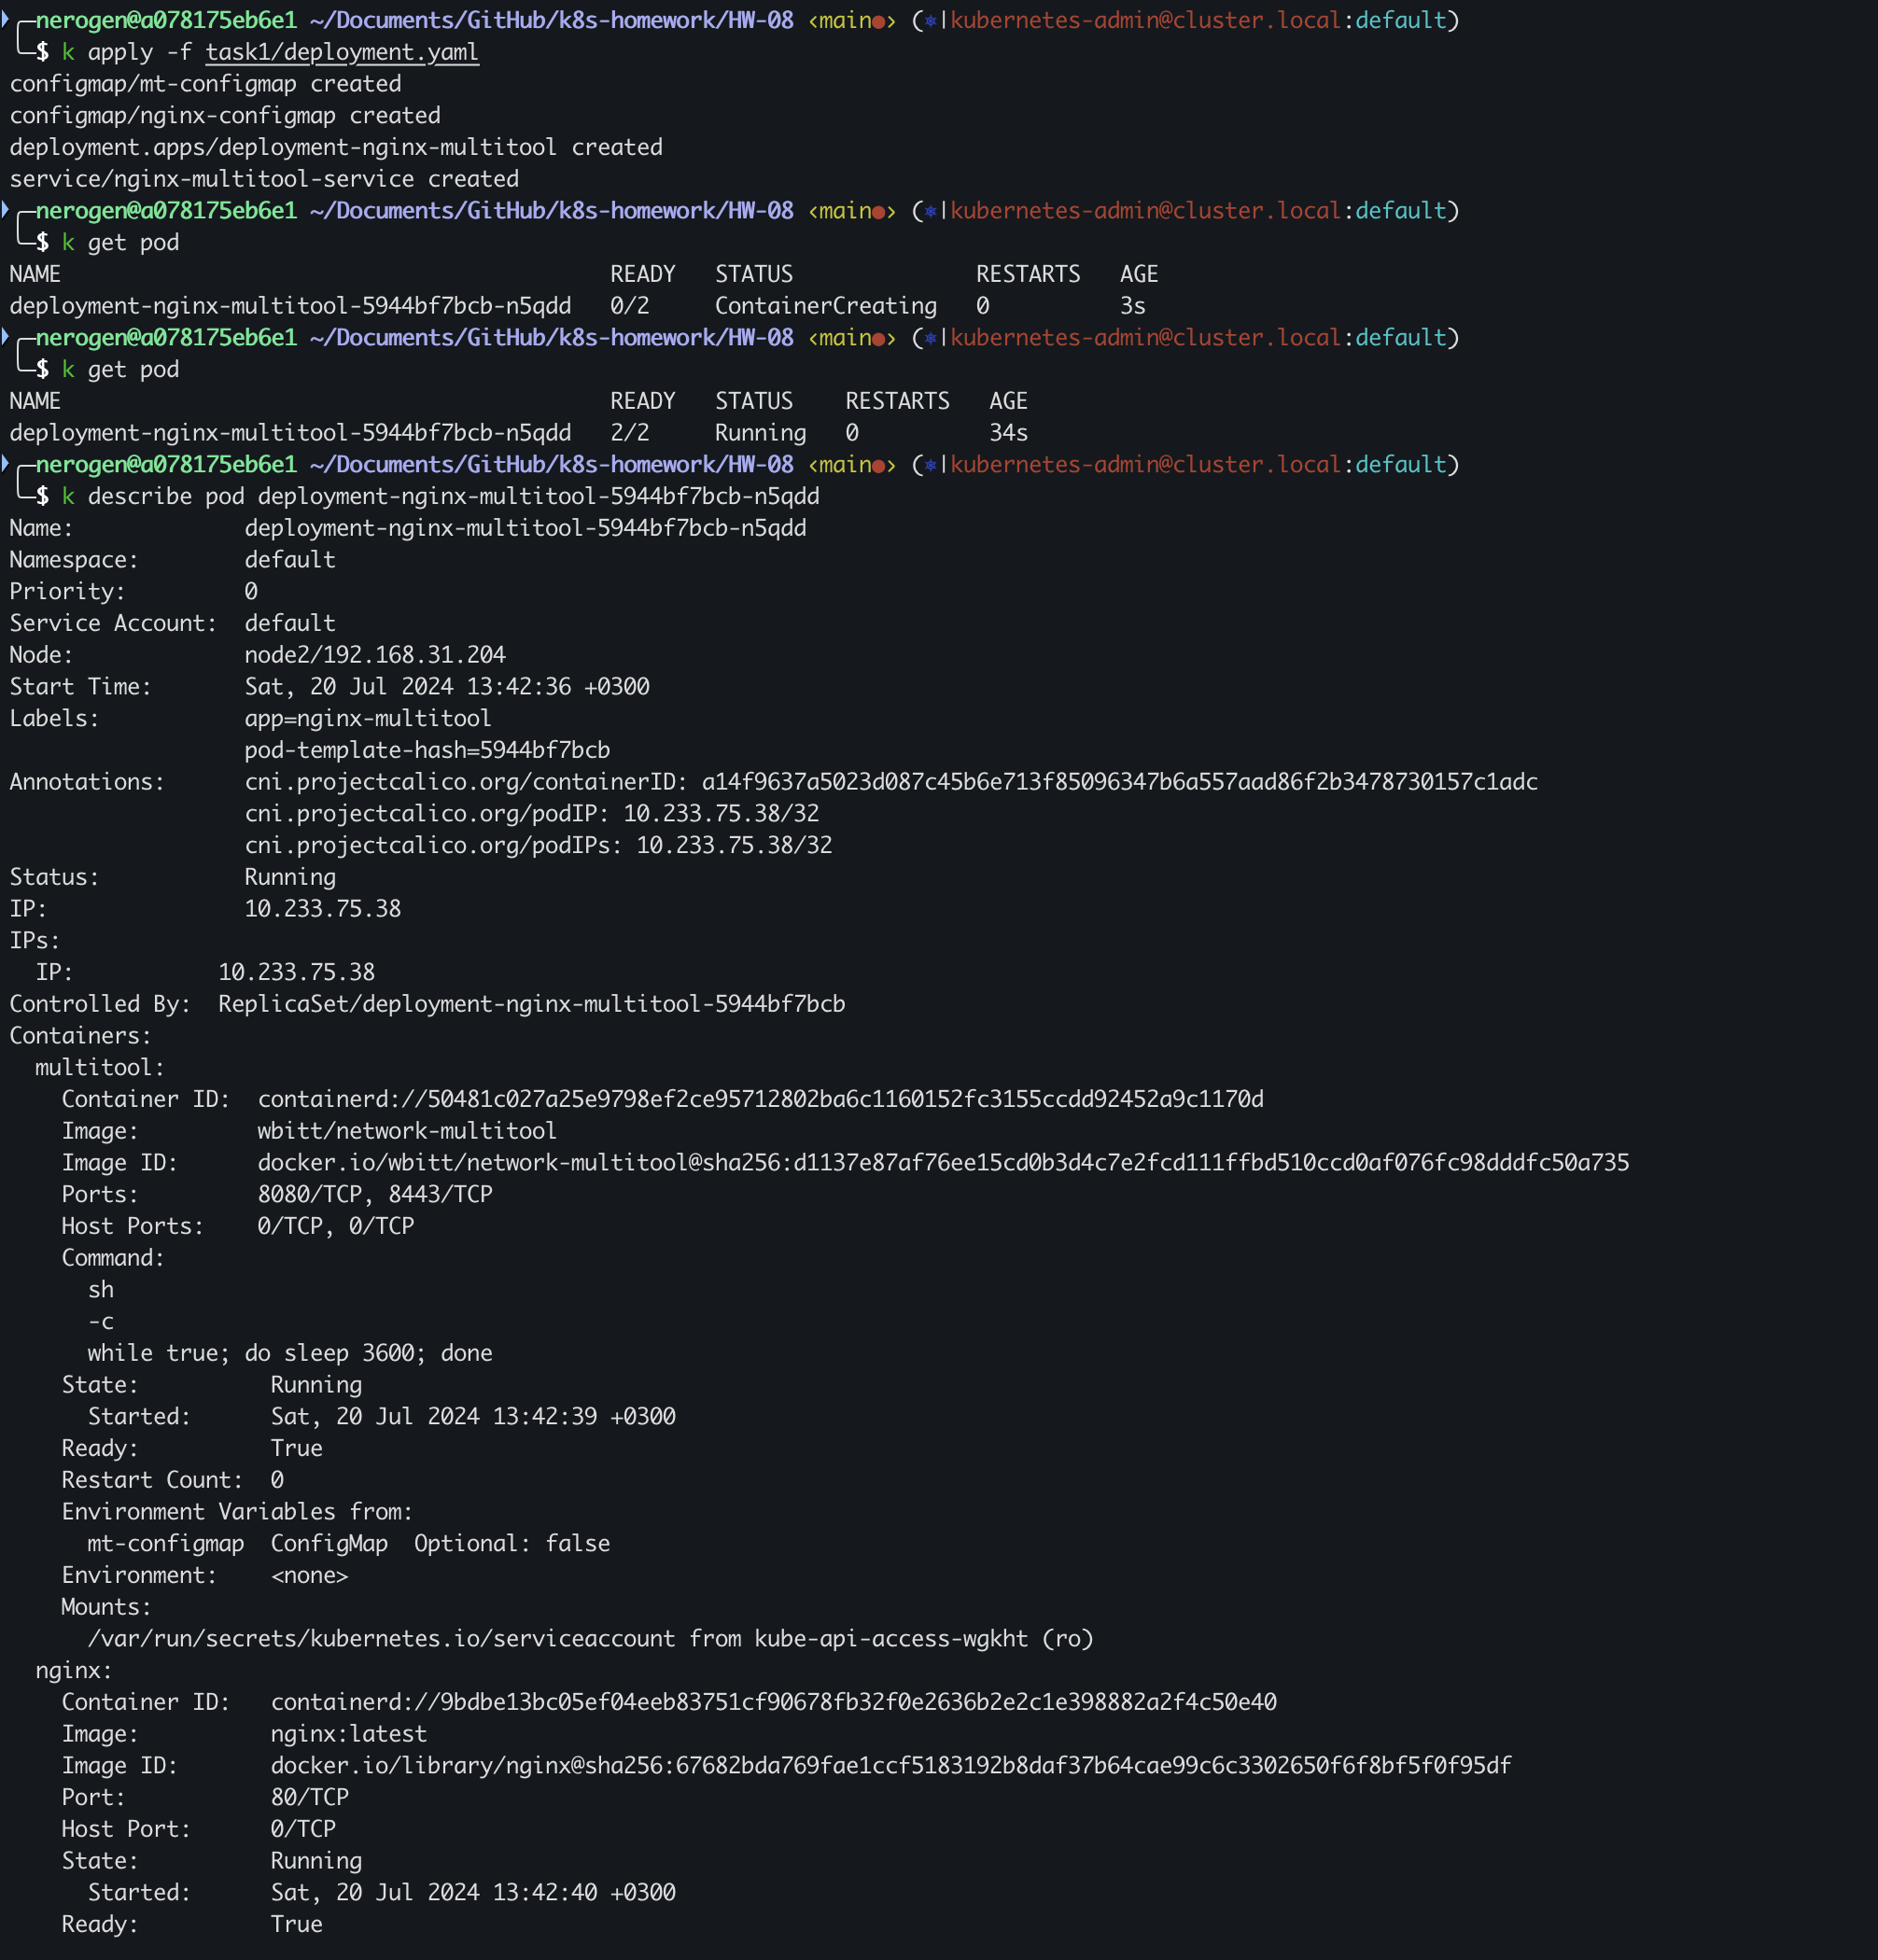 nerogen@a078175eb6e1 ~/Documents/GitHub/k8s-homework/HW-08 ‹main●› (⎈|kubernetes-admin@cluster.local:default)
$ k apply -f task1/deployment.yaml
configmap/mt-configmap created
configmap/nginx-configmap created
deployment.apps/deployment-nginx-multitool created
service/nginx-multitool-service created
nerogen@a078175eb6e1 ~/Documents/GitHub/k8s-homework/HW-08 ‹main●› (⎈|kubernetes-admin@cluster.local:default)
$ k get pod
NAME READY STATUS RESTARTS AGE
deployment-nginx-multitool-5944bf7bcb-n5qdd 0/2 ContainerCreating 0 3s
nerogen@a078175eb6e1 ~/Documents/GitHub/k8s-homework/HW-08 ‹main●› (⎈|kubernetes-admin@cluster.local:default)
$ k get pod
NAME READY STATUS RESTARTS AGE
deployment-nginx-multitool-5944bf7bcb-n5qdd 2/2 Running 0 34s
nerogen@a078175eb6e1 ~/Documents/GitHub/k8s-homework/HW-08 ‹main●› (⎈|kubernetes-admin@cluster.local:default)
$ k describe pod deployment-nginx-multitool-5944bf7bcb-n5qdd
Name: deployment-nginx-multitool-5944bf7bcb-n5qdd
Namespace: default
Priority: 0
Service Account: default
Node: node2/192.168.31.204
Start Time: Sat, 20 Jul 2024 13:42:36 +0300
Labels: app=nginx-multitool
pod-template-hash=5944bf7bcb
Annotations: cni.projectcalico.org/containerID: a14f9637a5023d087c45b6e713f85096347b6a557aad86f2b3478730157c1adc
cni.projectcalico.org/podIP: 10.233.75.38/32
cni.projectcalico.org/podIPs: 10.233.75.38/32
Status: Running
IP: 10.233.75.38
IPs:
IP: 10.233.75.38
Controlled By: ReplicaSet/deployment-nginx-multitool-5944bf7bcb
Containers:
multitool:
Container ID: containerd://50481c027a25e9798ef2ce95712802ba6c1160152fc3155ccdd92452a9c1170d
Image: wbitt/network-multitool
Image ID: docker.io/wbitt/network-multitool@sha256:d1137e87af76ee15cd0b3d4c7e2fcd111ffbd510ccd0af076fc98dddfc50a735
Ports: 8080/TCP, 8443/TCP
Host Ports: 0/TCP, 0/TCP
Command:
sh
-c
while true; do sleep 3600; done
State: Running
Started: Sat, 20 Jul 2024 13:42:39 +0300
Ready: True
Restart Count: 0
Environment Variables from:
mt-configmap ConfigMap Optional: false
Environment: <none>
Mounts:
/var/run/secrets/kubernetes.io/serviceaccount from kube-api-access-wgkht (ro)
nginx:
Container ID: containerd://9bdbe13bc05ef04eeb83751cf90678fb32f0e2636b2e2c1e398882a2f4c50e40
Image: nginx:latest
Image ID: docker.io/library/nginx@sha256:67682bda769fae1ccf5183192b8daf37b64cae99c6c3302650f6f8bf5f0f95df
Port: 80/TCP
Host Port: 0/TCP
State: Running
Started: Sat, 20 Jul 2024 13:42:40 +0300
Ready: True